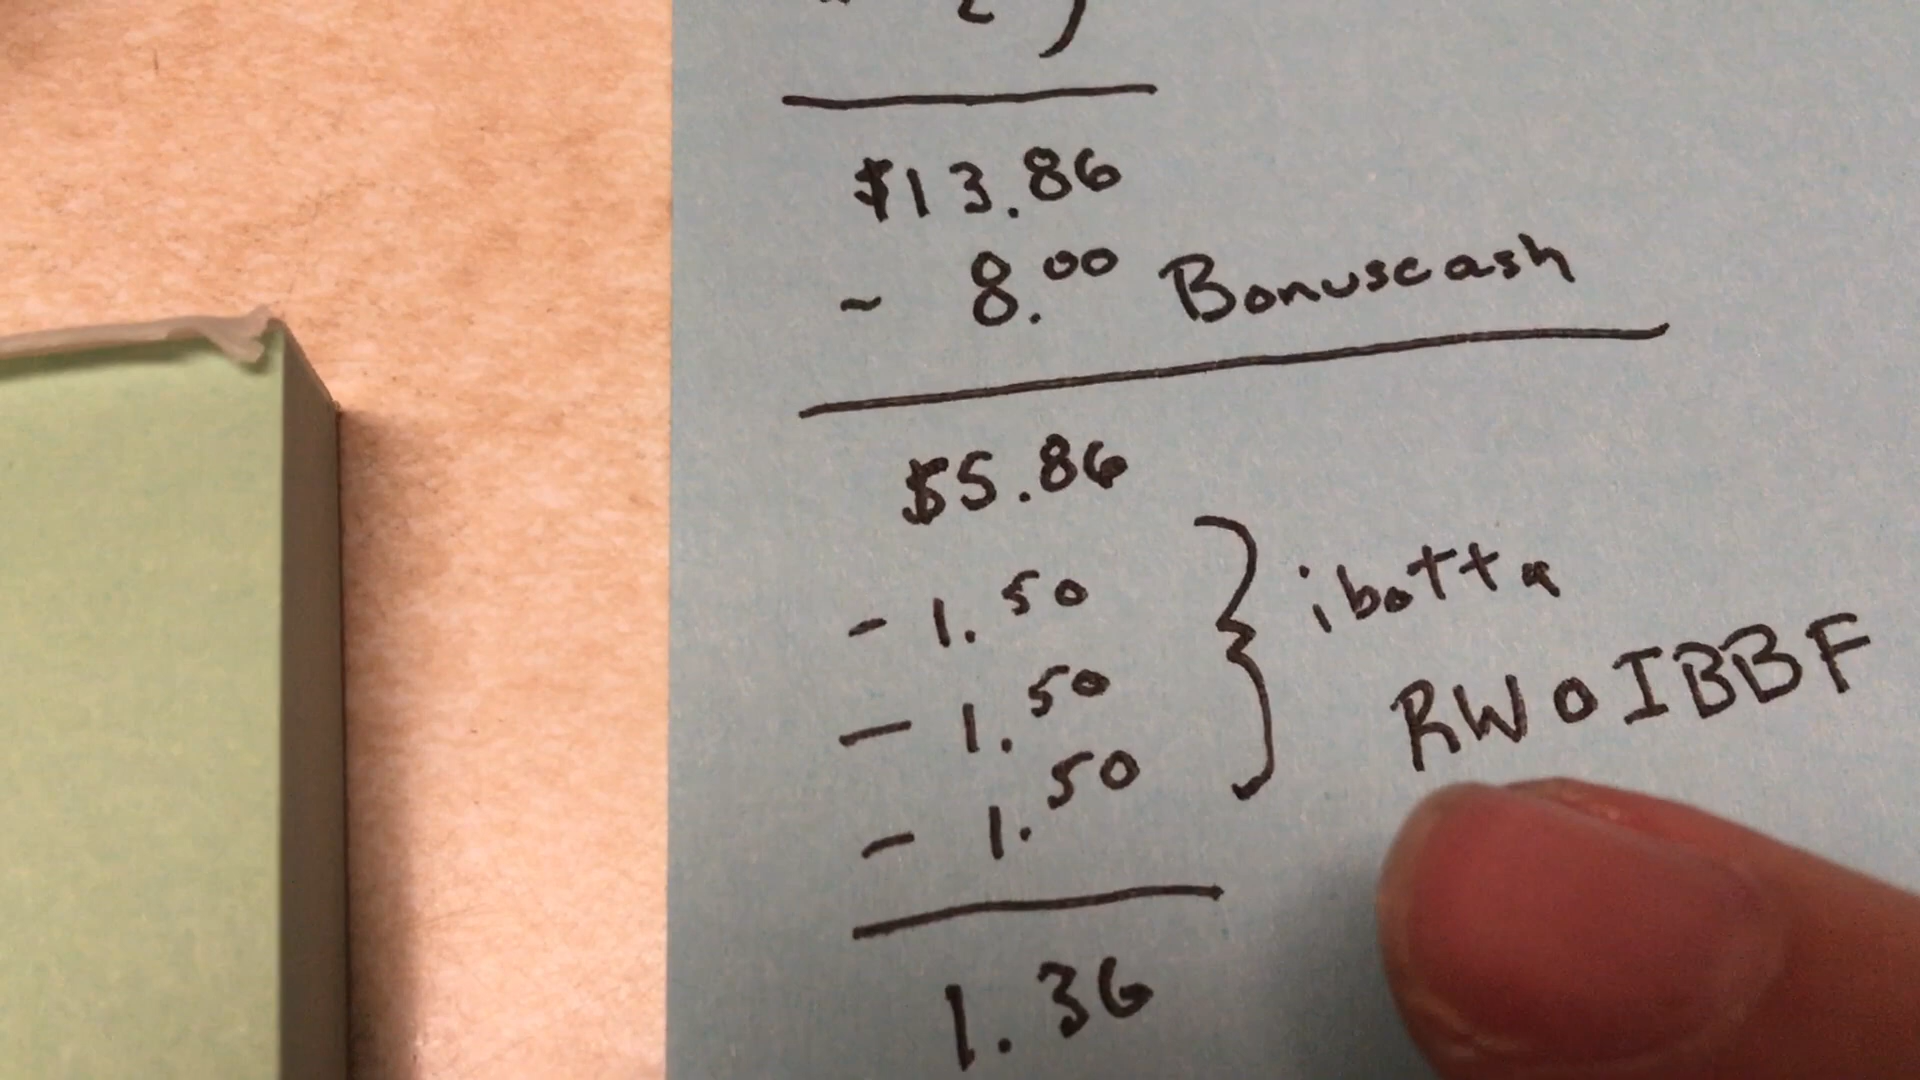 $13.86
- 8.00 Bonuscash
$5.86
- 1.50
- 1.50
- 1.50
ibotta
RWOIBBF
1.36